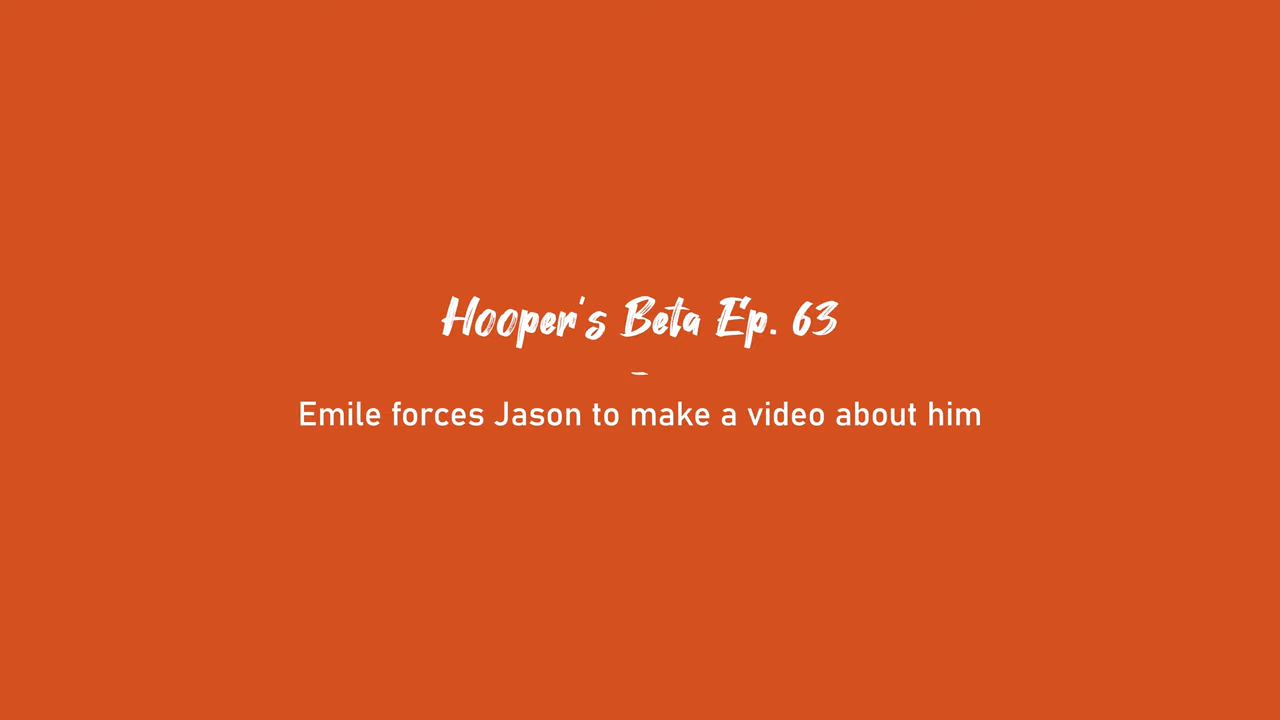 Hooper's Beta Ep. 63
–
Emile forces Jason to make a video about him